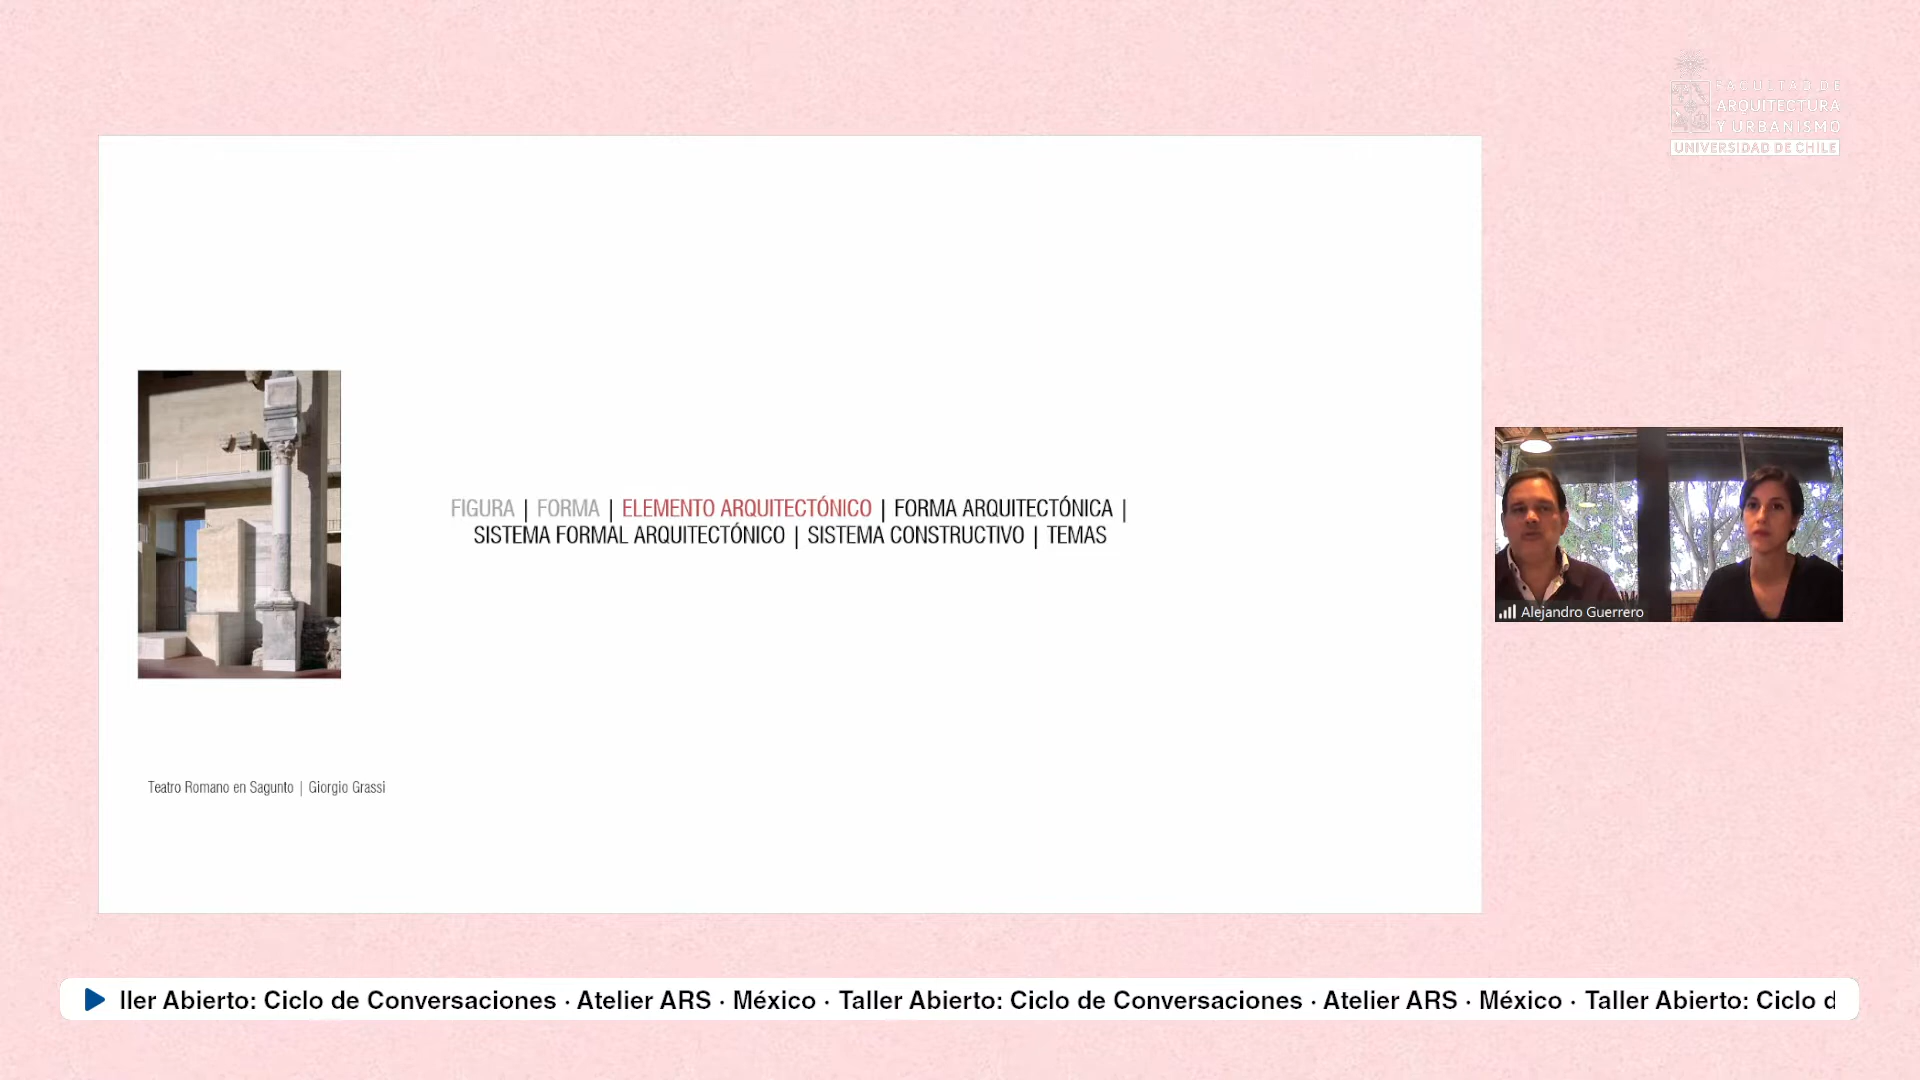 FACULTAD DE
ARQUITECTURA
Y URBANISMO
UNIVERSIDAD DE CHILE
FIGURA | FORMA | ELEMENTO ARQUITECTÓNICO | FORMA ARQUITECTÓNICA |
SISTEMA FORMAL ARQUITECTÓNICO | SISTEMA CONSTRUCTIVO | TEMAS
Alejandro Guerrero
Teatro Romano en Sagunto | Giorgio Grassi
ller Abierto: Ciclo de Conversaciones · Atelier ARS · México · Taller Abierto: Ciclo de Conversaciones · Atelier ARS · México · Taller Abierto: Ciclo d